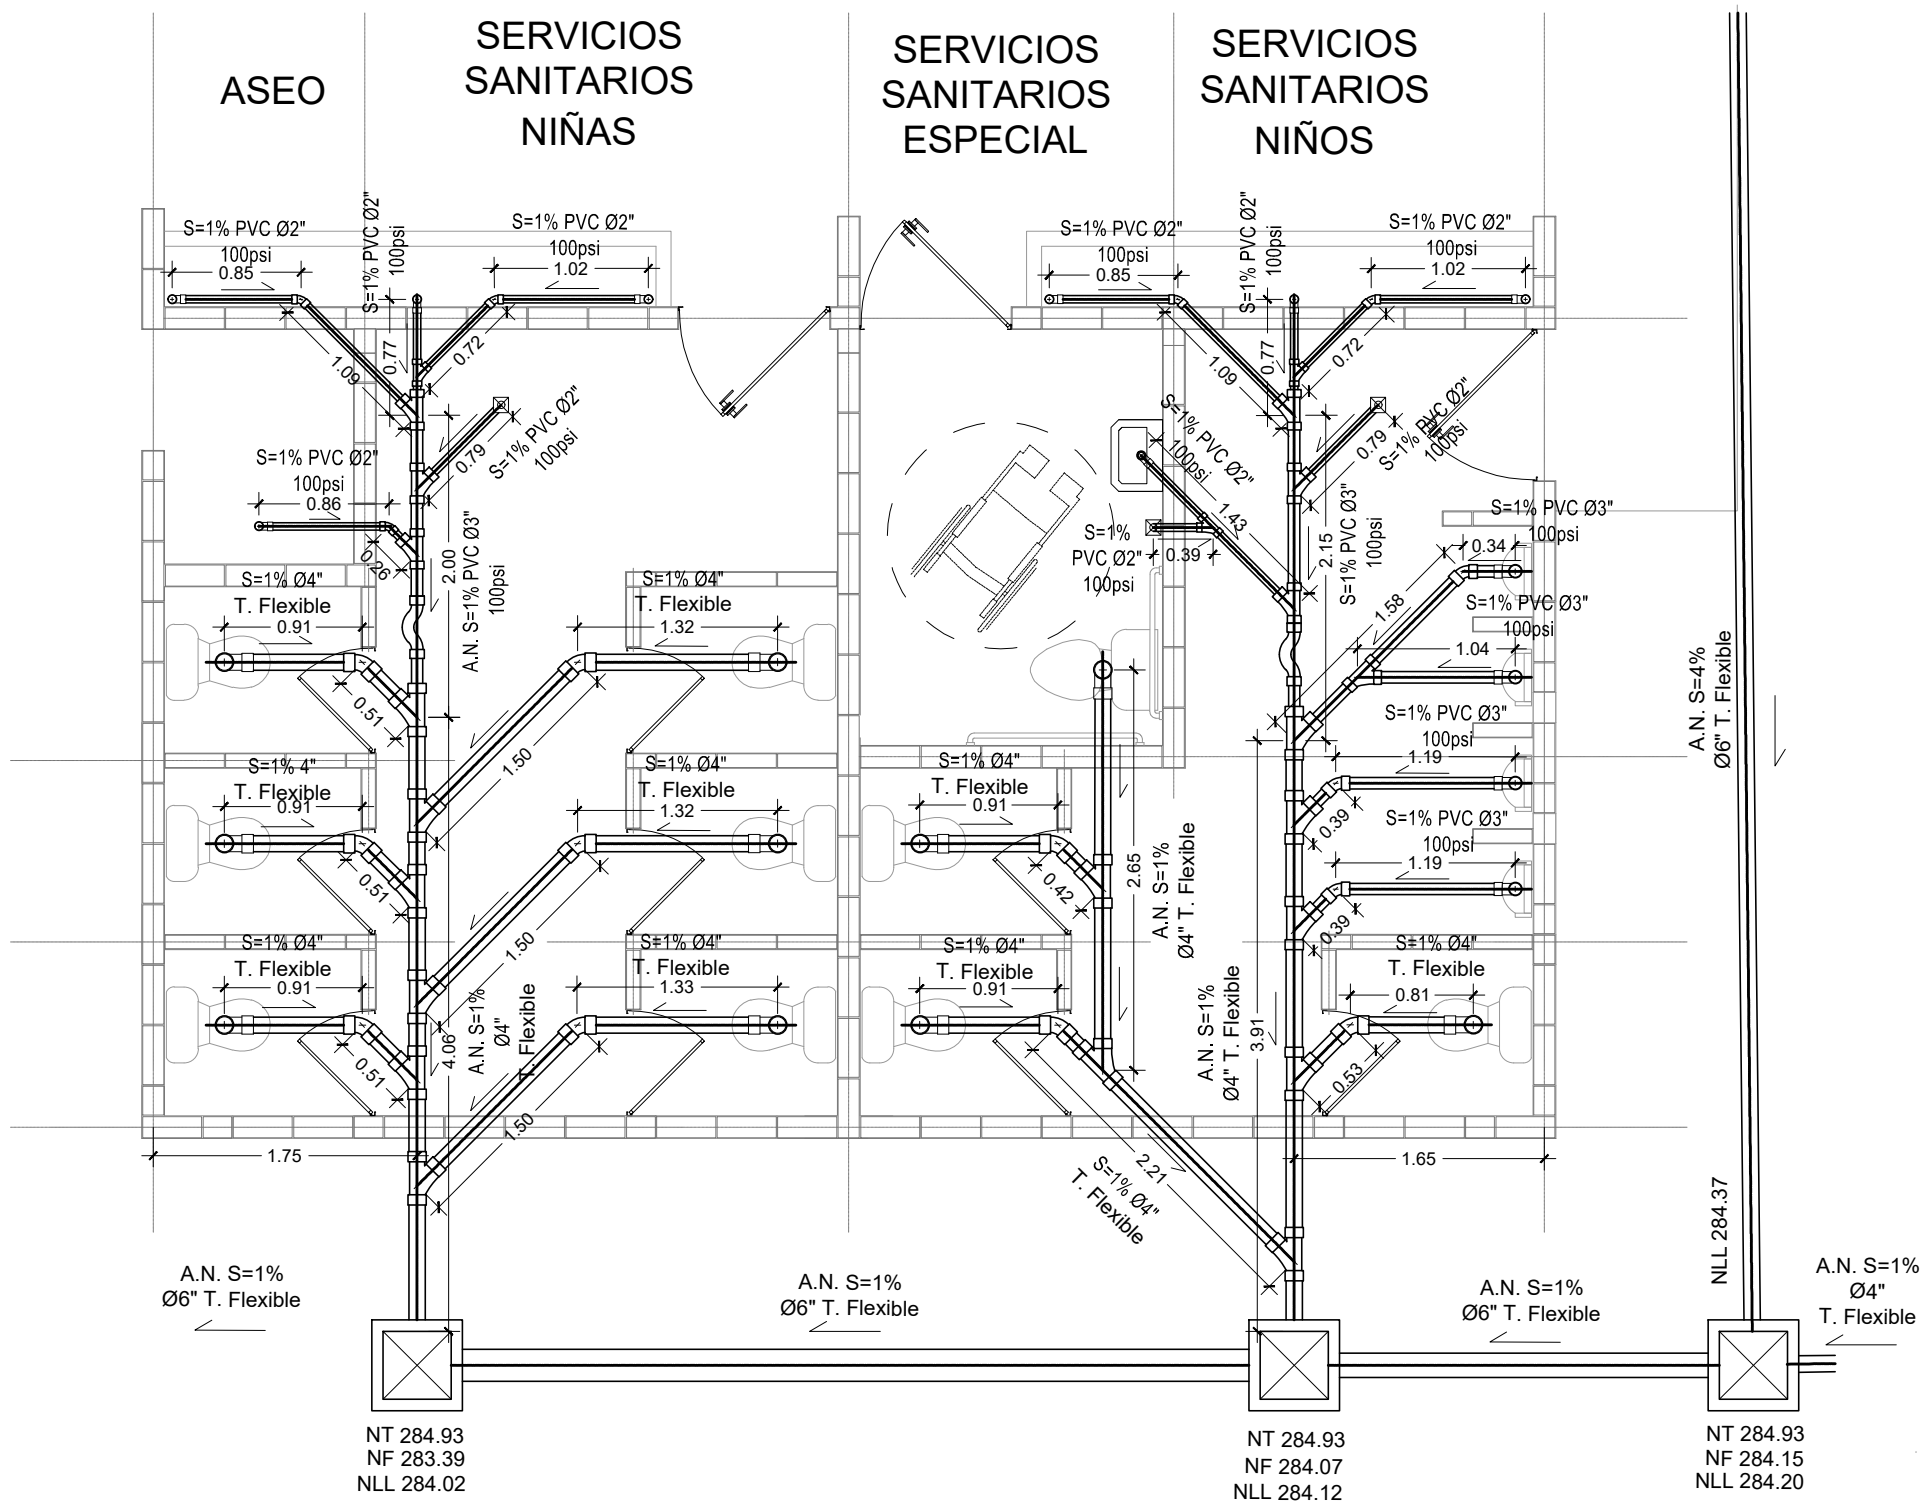 ASEO
SERVICIOS
SANITARIOS
NIÑAS
SERVICIOS
SANITARIOS
ESPECIAL
SERVICIOS
SANITARIOS
NIÑOS
S=1% PVC Ø2"
100psi
0.85
S=1% PVC Ø2"
100psi
S=1% PVC Ø2"
100psi
1.02
S=1% PVC Ø2"
100psi
0.85
S=1% PVC Ø2"
100psi
S=1% PVC Ø2"
100psi
1.02
1.09
0.77
0.72
1.09
0.77
0.72
0.79
S=1% PVC Ø2"
100psi
S=1% PVC Ø2"
100psi
0.86
0.26
2.00
A.N. S=1% PVC Ø3"
100psi
S=1% PVC Ø2"
100psi
1.43
S=1%
PVC Ø2"
100psi
0.39
0.79
S=1% PVC Ø2"
100psi
2.15
S=1% PVC Ø3"
100psi
S=1% PVC Ø3"
100psi
0.34
1.58
S=1% PVC Ø3"
100psi
1.04
S=1% PVC Ø3"
100psi
1.19
0.39
S=1% PVC Ø3"
100psi
1.19
0.39
S=1% Ø4"
T. Flexible
0.91
0.51
S=1% Ø4"
T. Flexible
1.32
1.50
S=1% 4"
T. Flexible
0.91
0.51
S=1% Ø4"
T. Flexible
1.32
1.50
S=1% Ø4"
T. Flexible
0.91
0.51
S=1% Ø4"
T. Flexible
1.33
1.50
4.06
A.N. S=1%
Ø4"
T. Flexible
S=1% Ø4"
T. Flexible
0.91
0.42
2.65
A.N. S=1%
Ø4" T. Flexible
S=1% Ø4"
T. Flexible
0.91
2.21
S=1% Ø4"
T. Flexible
A.N. S=1%
Ø4" T. Flexible
3.91
S=1% Ø4"
T. Flexible
0.81
0.53
A.N. S=4%
Ø6" T. Flexible
1.75
1.65
NLL 284.37
A.N. S=1%
Ø6" T. Flexible
A.N. S=1%
Ø6" T. Flexible
A.N. S=1%
Ø6" T. Flexible
A.N. S=1%
Ø4"
T. Flexible
NT 284.93
NF 283.39
NLL 284.02
NT 284.93
NF 284.07
NLL 284.12
NT 284.93
NF 284.15
NLL 284.20